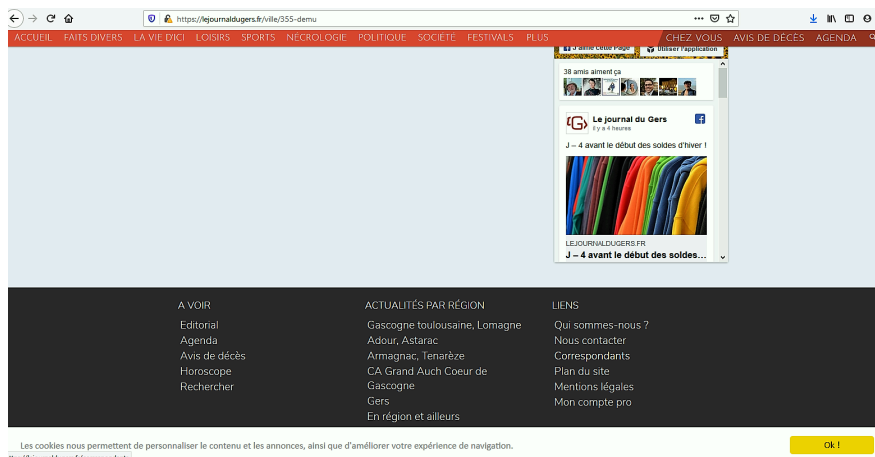 https://lejournaldugers.fr/ville/355-demu
ACCUEIL FAITS DIVERS LA VIE D'ICI LOISIRS SPORTS NÉCROLOGIE POLITIQUE SOCIÉTÉ FESTIVALS PLUS CHEZ VOUS AVIS DE DÉCÈS AGENDA
J'aime cette Page Utiliser l'application
38 amis aiment ça
Le journal du Gers
il y a 4 heures
J – 4 avant le début des soldes d'hiver !
LEJOURNALDUGERS.FR
J – 4 avant le début des soldes...
A VOIR
Editorial
Agenda
Avis de décès
Horoscope
Rechercher
ACTUALITÉS PAR RÉGION
Gascogne toulousaine, Lomagne
Adour, Astarac
Armagnac, Tenarèze
CA Grand Auch Coeur de
Gascogne
Gers
En région et ailleurs
LIENS
Qui sommes-nous ?
Nous contacter
Correspondants
Plan du site
Mentions légales
Mon compte pro
Les cookies nous permettent de personnaliser le contenu et les annonces, ainsi que d'améliorer votre expérience de navigation.
Ok !